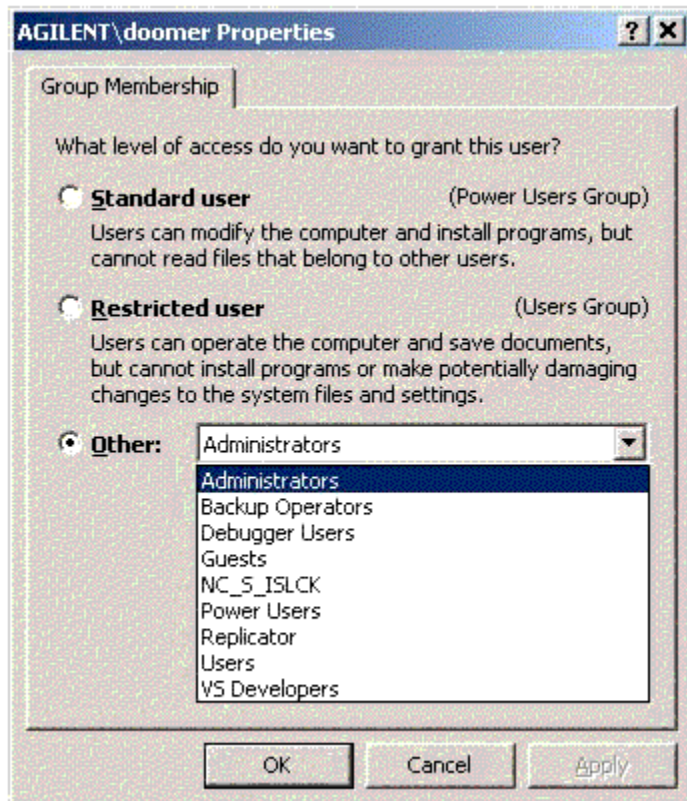 AGILENT\doomer Properties
Group Membership
What level of access do you want to grant this user?
Standard user (Power Users Group)
Users can modify the computer and install programs, but
cannot read files that belong to other users.
Restricted user (Users Group)
Users can operate the computer and save documents,
but cannot install programs or make potentially damaging
changes to the system files and settings.
Other: Administrators
Administrators
Backup Operators
Debugger Users
Guests
NC_S_ISLCK
Power Users
Replicator
Users
VS Developers
OK Cancel Apply